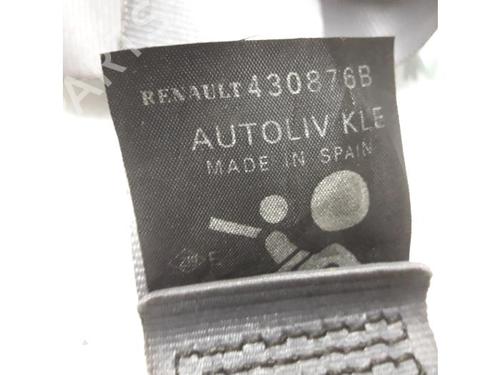 RENAULT 430876B
AUTOLIV KLE
MADE IN SPAIN
E